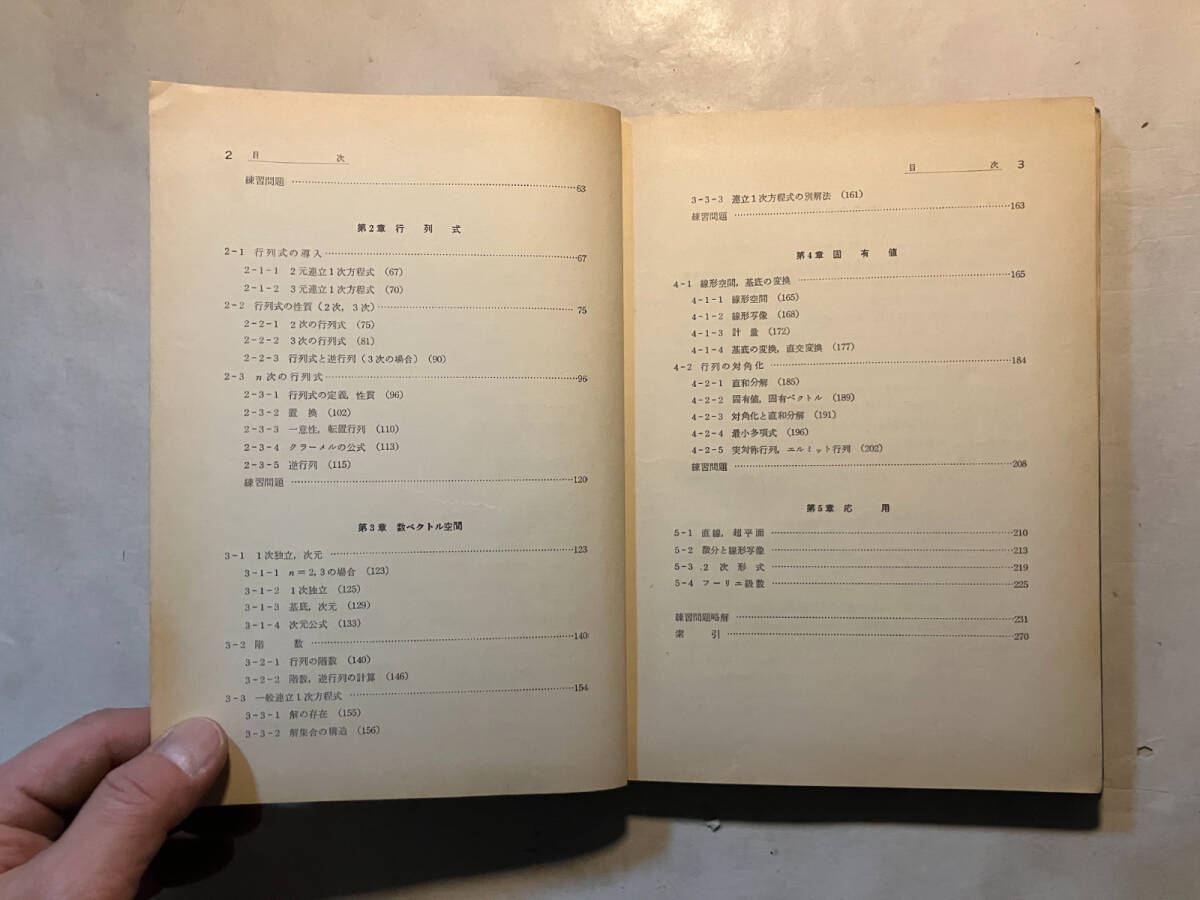 2 目 次
練習問題 63
第2章 行 列 式
2-1 行列式の導入 67
2-1-1 2元連立1次方程式 (67)
2-1-2 3元連立1次方程式 (70)
2-2 行列式の性質(2次, 3次) 75
2-2-1 2次の行列式 (75)
2-2-2 3次の行列式 (81)
2-2-3 行列式と逆行列(3次の場合) (90)
2-3 n次の行列式 96
2-3-1 行列式の定義, 性質 (96)
2-3-2 置 換 (102)
2-3-3 一意性, 転置行列 (110)
2-3-4 クラーメルの公式 (113)
2-3-5 逆行列 (115)
練習問題 120
第3章 数ベクトル空間
3-1 1次独立, 次元 123
3-1-1 n=2,3の場合 (123)
3-1-2 1次独立 (125)
3-1-3 基底, 次元 (129)
3-1-4 次元公式 (133)
3-2 階 数 140
3-2-1 行列の階数 (140)
3-2-2 階数, 逆行列の計算 (146)
3-3 一般連立1次方程式 154
3-3-1 解の存在 (155)
3-3-2 解集合の構造 (156)
目 次 3
3-3-3 連立1次方程式の別解法 (161)
練習問題 163
第4章 固 有 値
4-1 線形空間, 基底の変換 165
4-1-1 線形空間 (165)
4-1-2 線形写像 (168)
4-1-3 計 量 (172)
4-1-4 基底の変換, 直交変換 (177)
4-2 行列の対角化 184
4-2-1 直和分解 (185)
4-2-2 固有値, 固有ベクトル (189)
4-2-3 対角化と直和分解 (191)
4-2-4 最小多項式 (196)
4-2-5 実対称行列, エルミット行列 (202)
練習問題 208
第5章 応 用
5-1 直線, 超平面 210
5-2 微分と線形写像 213
5-3 2 次 形 式 219
5-4 フーリエ級数 225
練習問題略解 231
索 引 270